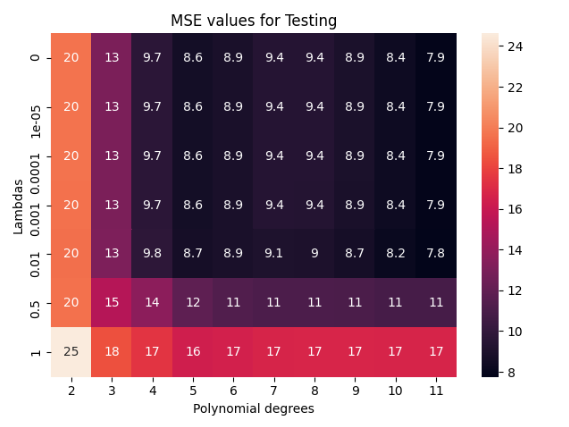 MSE values for Testing
0 20 13 9.7 8.6 8.9 9.4 9.4 8.9 8.4 7.9
1e-05 20 13 9.7 8.6 8.9 9.4 9.4 8.9 8.4 7.9
0.0001 20 13 9.7 8.6 8.9 9.4 9.4 8.9 8.4 7.9
0.001 20 13 9.7 8.6 8.9 9.4 9.4 8.9 8.4 7.9
0.01 20 13 9.8 8.7 8.9 9.1 9 8.7 8.2 7.8
0.5 20 15 14 12 11 11 11 11 11 11
1 25 18 17 16 17 17 17 17 17 17
Lambdas
2 3 4 5 6 7 8 9 10 11
Polynomial degrees
24
22
20
18
16
14
12
10
8